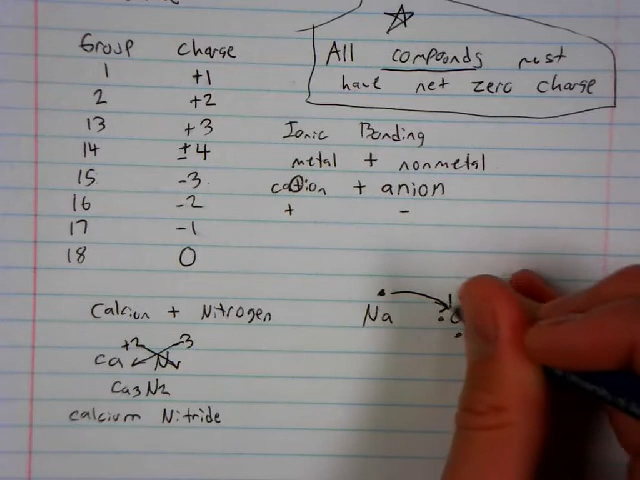 Group Charge
1 +1
2 +2
13 +3
14 ±4
15 -3
16 -2
17 -1
18 0
All compounds must
have net zero charge
Ionic Bonding
metal + nonmetal
cation + anion
+ -
Calcion + Nitrogen
+2 -3
Ca N
Ca3N2
calcium Nitride
Na